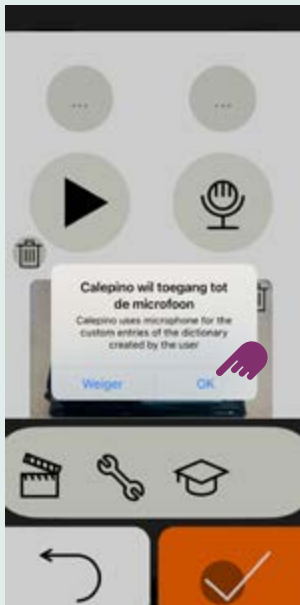 ...
...
Calepino wil toegang tot
de microfoon
Calepino uses microphone for the
custom entries of the dictionary
created by the user
Weiger
OK